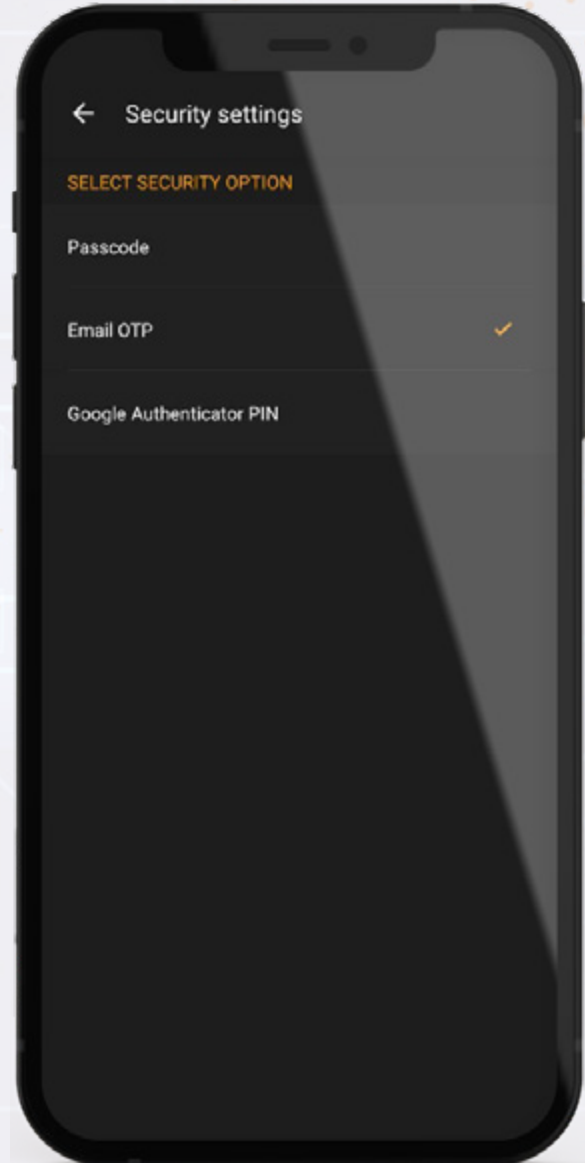 Security settings
SELECT SECURITY OPTION
Passcode
Email OTP
Google Authenticator PIN